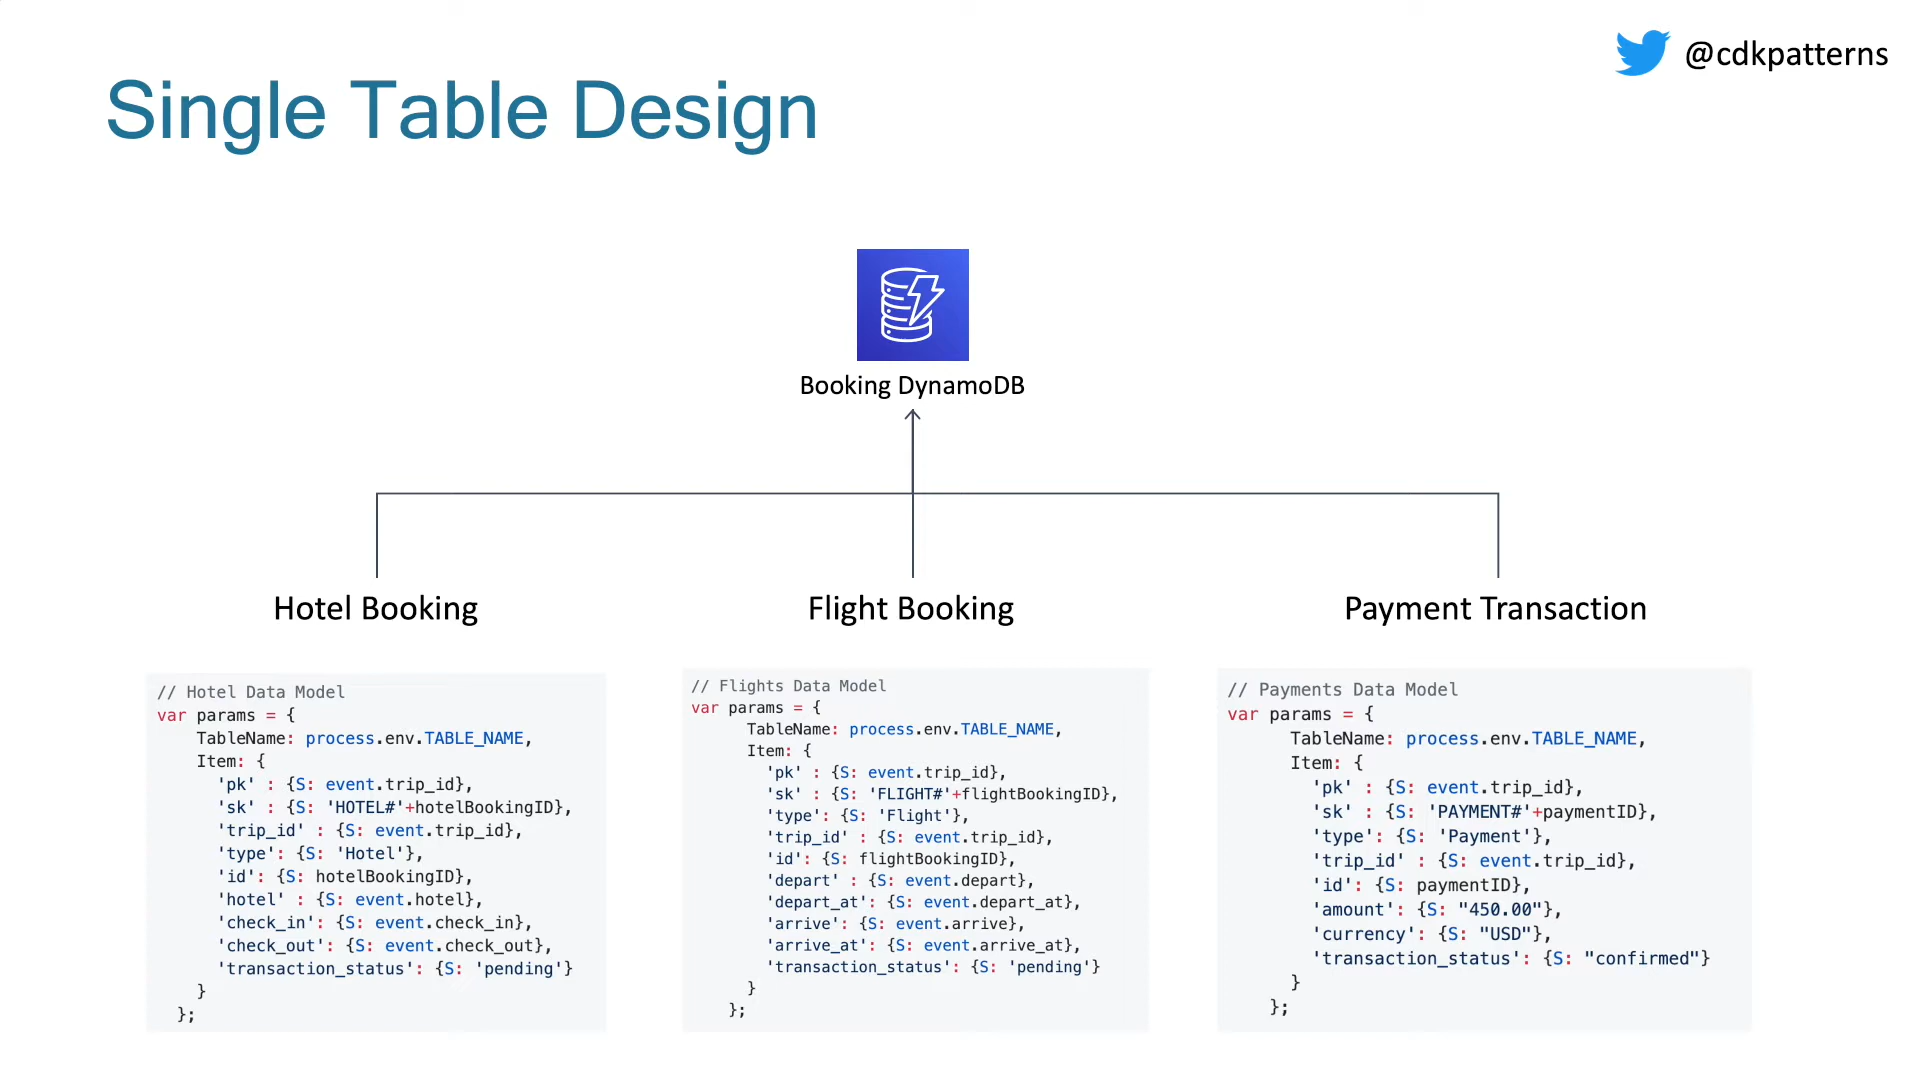 @cdkpatterns
Single Table Design
Booking DynamoDB
Hotel Booking
Flight Booking
Payment Transaction
// Hotel Data Model
var params = {
TableName: process.env.TABLE_NAME,
Item: {
'pk' : {S: event.trip_id},
'sk' : {S: 'HOTEL#'+hotelBookingID},
'trip_id' : {S: event.trip_id},
'type': {S: 'Hotel'},
'id': {S: hotelBookingID},
'hotel' : {S: event.hotel},
'check_in': {S: event.check_in},
'check_out': {S: event.check_out},
'transaction_status': {S: 'pending'}
}
};
// Flights Data Model
var params = {
TableName: process.env.TABLE_NAME,
Item: {
'pk' : {S: event.trip_id},
'sk' : {S: 'FLIGHT#'+flightBookingID},
'type': {S: 'Flight'},
'trip_id' : {S: event.trip_id},
'id': {S: flightBookingID},
'depart' : {S: event.depart},
'depart_at': {S: event.depart_at},
'arrive': {S: event.arrive},
'arrive_at': {S: event.arrive_at},
'transaction_status': {S: 'pending'}
}
};
// Payments Data Model
var params = {
TableName: process.env.TABLE_NAME,
Item: {
'pk' : {S: event.trip_id},
'sk' : {S: 'PAYMENT#'+paymentID},
'type': {S: 'Payment'},
'trip_id' : {S: event.trip_id},
'id': {S: paymentID},
'amount': {S: "450.00"},
'currency': {S: "USD"},
'transaction_status': {S: "confirmed"}
}
};